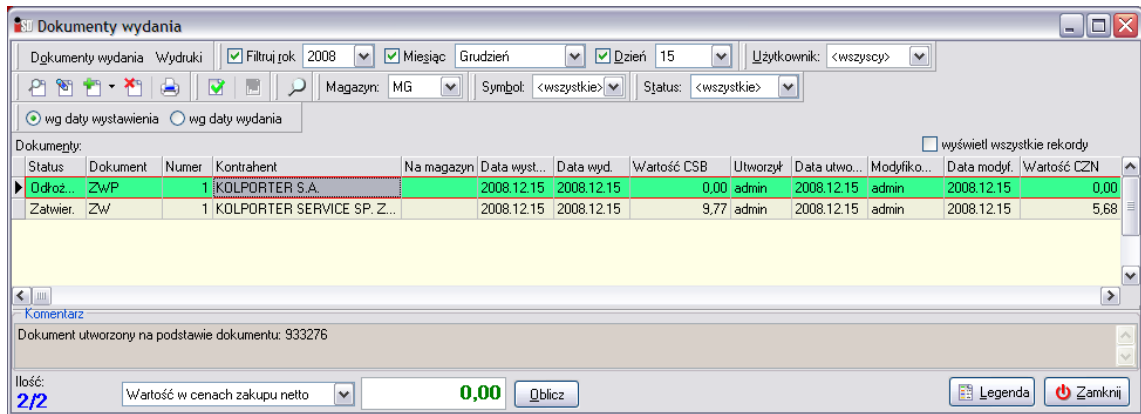 Dokumenty wydania
Dokumenty wydania Wydruki Filtruj rok 2008 Miesiąc Grudzień Dzień 15 Użytkownik: <wszyscy>
Magazyn: MG Symbol: <wszystkie> Status: <wszystkie>
wg daty wystawienia wg daty wydania
Dokumenty: wyświetl wszystkie rekordy
Status Dokument Numer Kontrahent Na magazyn Data wyst... Data wyd. Wartość CSB Utworzył Data utwo... Modyfiko... Data modyf. Wartość CZN
Odłoż... ZWP 1 KOLPORTER S.A. 2008.12.15 2008.12.15 0,00 admin 2008.12.15 admin 2008.12.15 0,00
Zatwier. ZW 1 KOLPORTER SERVICE SP. Z... 2008.12.15 2008.12.15 9,77 admin 2008.12.15 admin 2008.12.15 5,68
Komentarz
Dokument utworzony na podstawie dokumentu: 933276
Ilość:
2/2 Wartość w cenach zakupu netto 0,00 Oblicz Legenda Zamknij